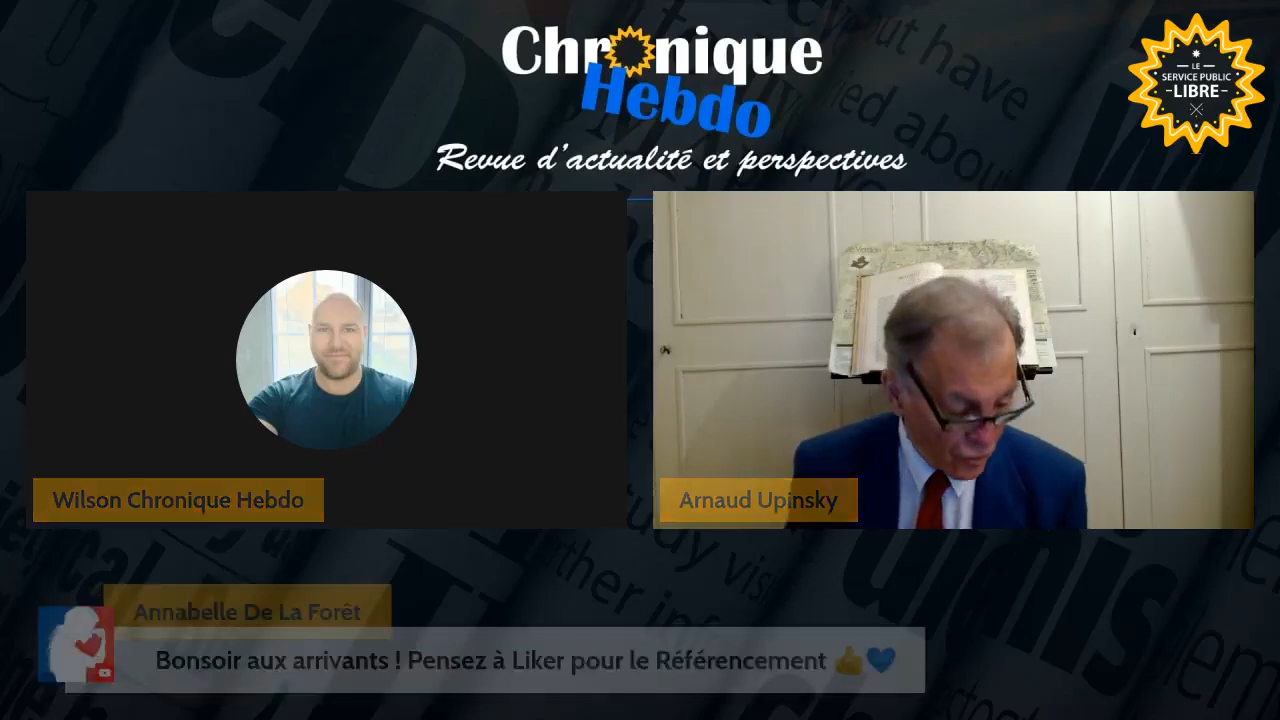 Chronique
Hebdo
Revue d'actualité et perspectives
LE
SERVICE PUBLIC
LIBRE
Wilson Chronique Hebdo
Arnaud Upinsky
Annabelle De La Forêt
Bonsoir aux arrivants ! Pensez à Liker pour le Référencement 👍💙